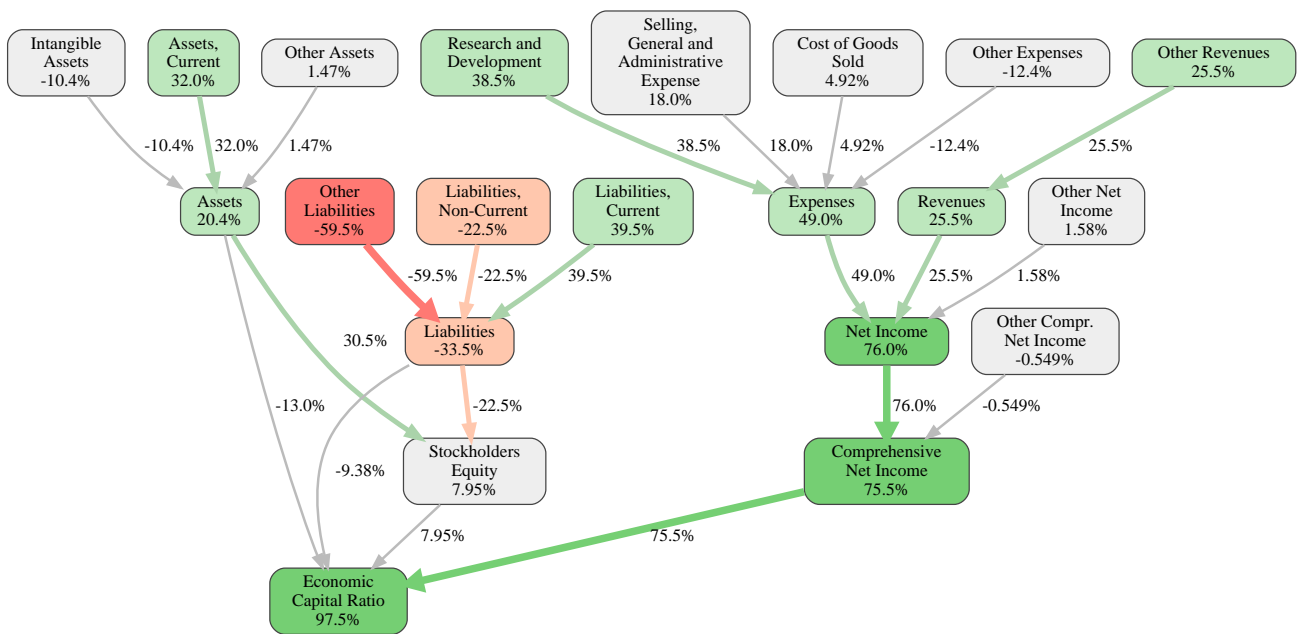 Intangible
Assets
-10.4%
Assets,
Current
32.0%
Other Assets
1.47%
Research and
Development
38.5%
Selling,
General and
Administrative
Expense
18.0%
Cost of Goods
Sold
4.92%
Other Expenses
-12.4%
Other Revenues
25.5%
-10.4%
32.0%
1.47%
38.5%
18.0%
4.92%
-12.4%
25.5%
Assets
20.4%
Other
Liabilities
-59.5%
Liabilities,
Non-Current
-22.5%
Liabilities,
Current
39.5%
Expenses
49.0%
Revenues
25.5%
Other Net
Income
1.58%
-59.5%
-22.5%
39.5%
49.0%
25.5%
1.58%
30.5%
Liabilities
-33.5%
Net Income
76.0%
Other Compr.
Net Income
-0.549%
-13.0%
-22.5%
76.0%
-0.549%
-9.38%
Stockholders
Equity
7.95%
Comprehensive
Net Income
75.5%
7.95%
75.5%
Economic
Capital Ratio
97.5%